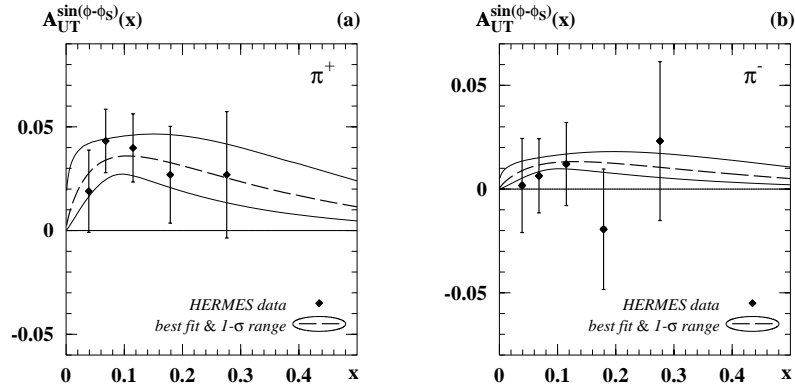 A_UT^sin(ϕ-ϕ_S)(x) (a)
π⁺
0.05
0
-0.05
HERMES data
best fit & 1-σ range
0 0.1 0.2 0.3 0.4 x
A_UT^sin(ϕ-ϕ_S)(x) (b)
π⁻
0.05
0
-0.05
HERMES data
best fit & 1-σ range
0 0.1 0.2 0.3 0.4 x